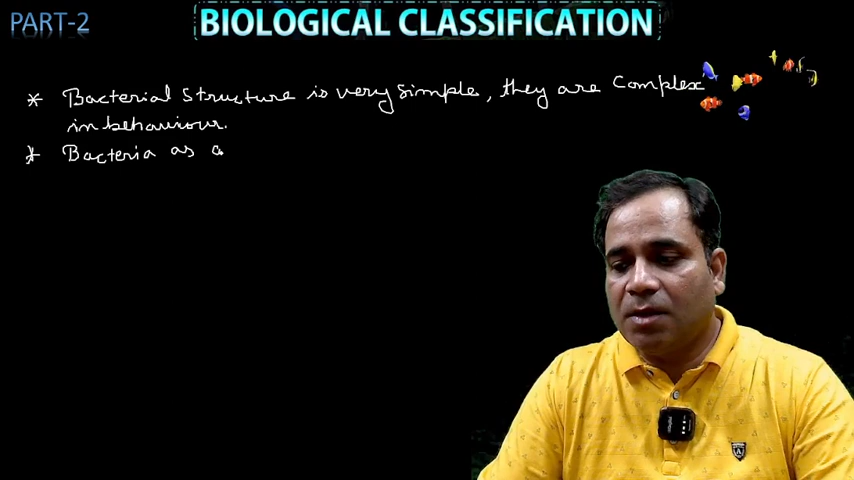 PART-2
BIOLOGICAL CLASSIFICATION
* Bacterial Structure is very simple, they are Complex
in behaviour.
* Bacteria as a